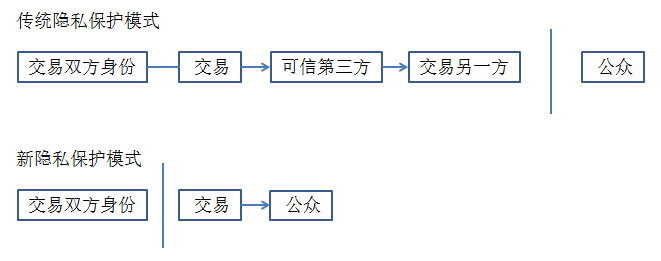 传统隐私保护模式
交易双方身份 交易 可信第三方 交易另一方 公众
新隐私保护模式
交易双方身份 交易 公众